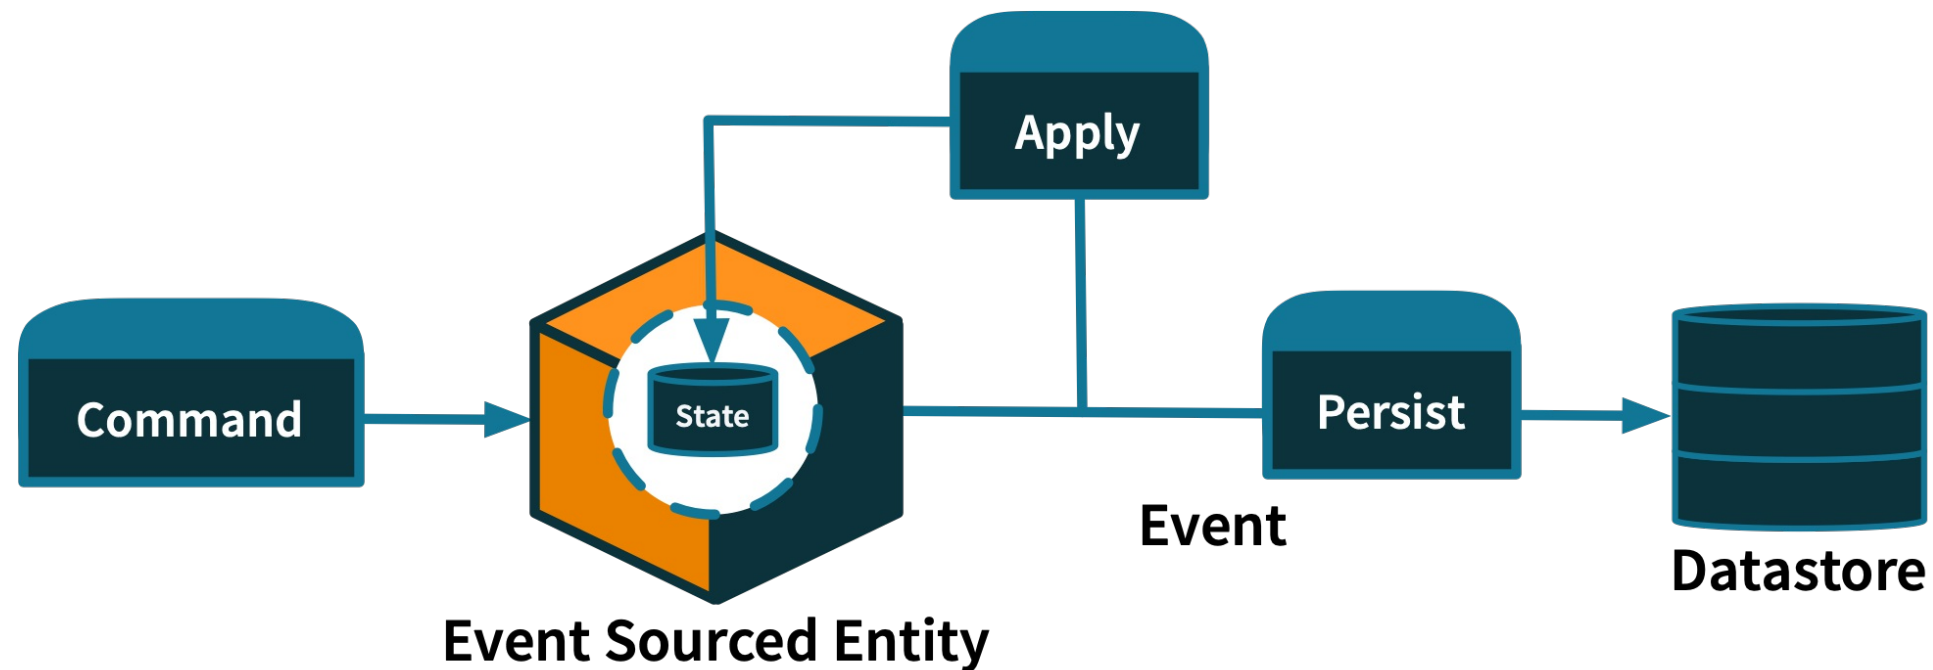 Apply
Command
State
Persist
Event
Datastore
Event Sourced Entity